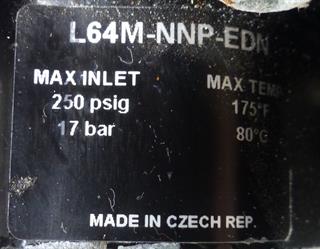 L64M-NNP-EDN
MAX INLET MAX TEMP.
250 psig 175°F
17 bar 80°C
MADE IN CZECH REP.